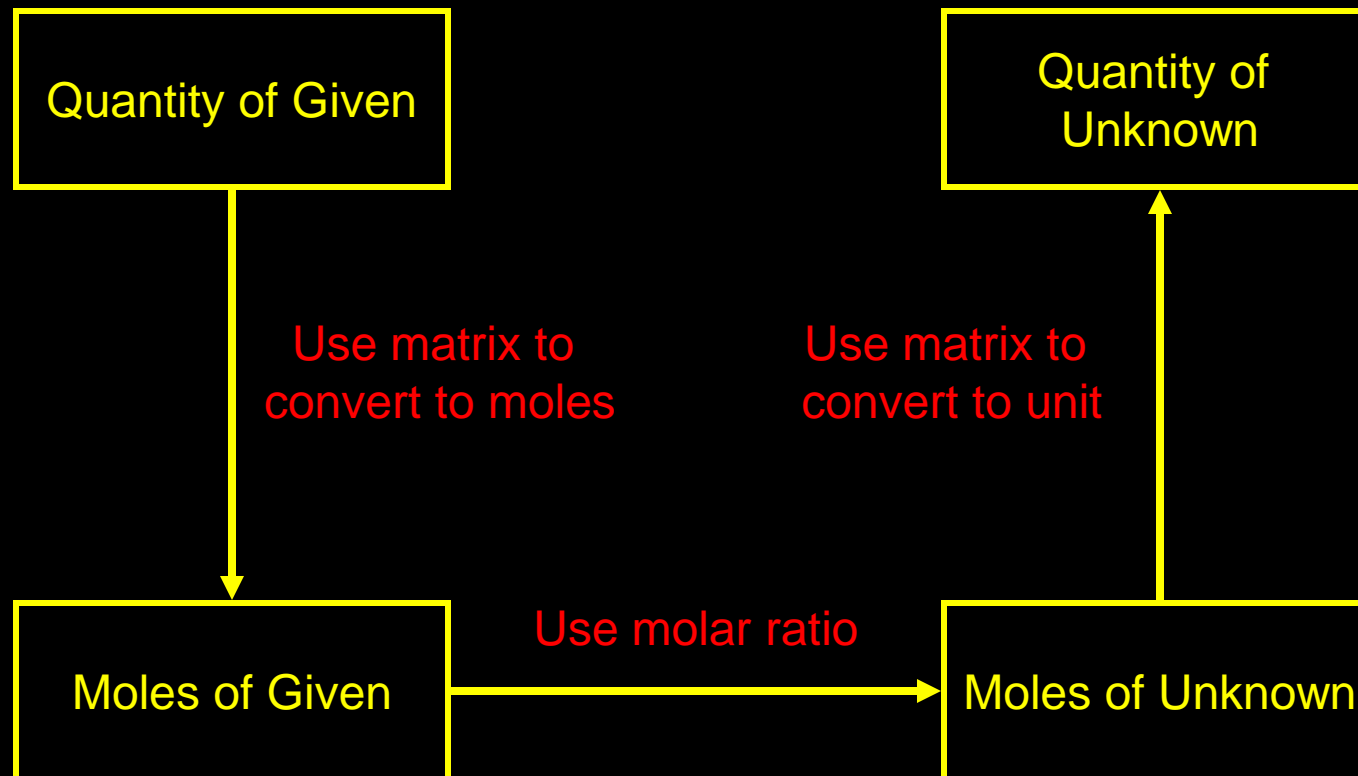 Quantity of Given
Quantity of
Unknown
Use matrix to
convert to moles
Use matrix to
convert to unit
Use molar ratio
Moles of Given
Moles of Unknown